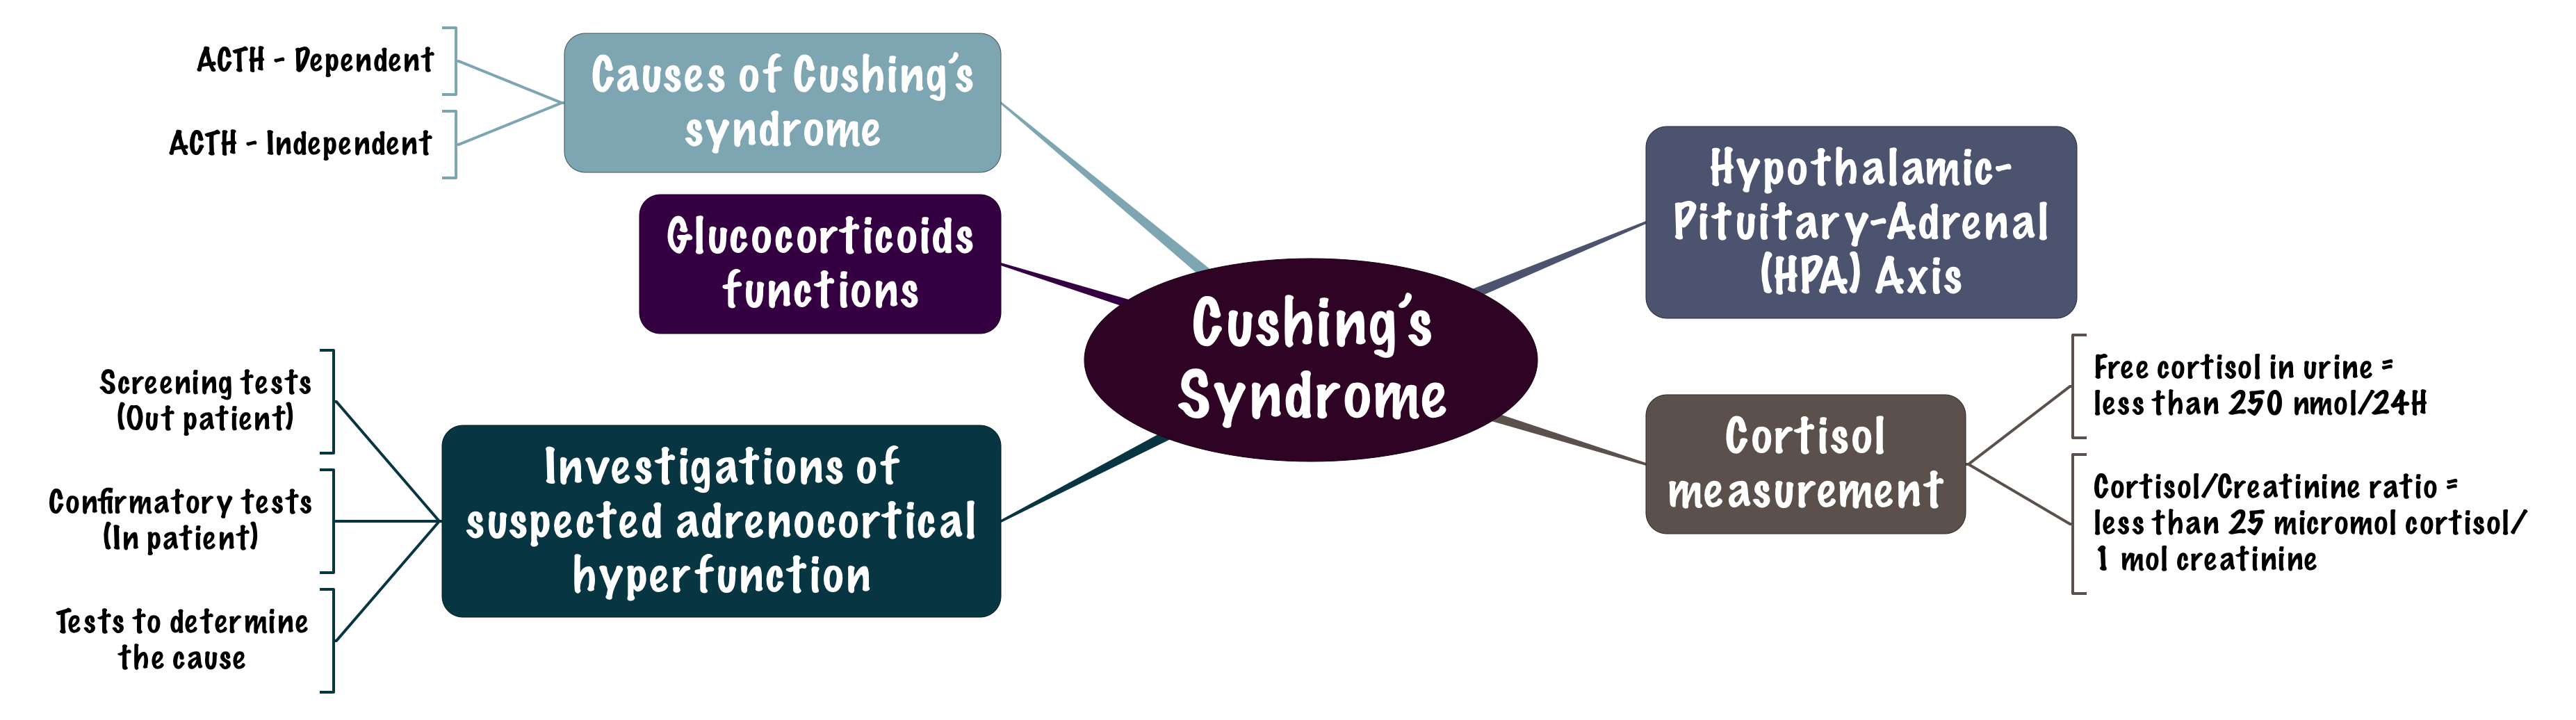 ACTH - Dependent
ACTH - Independent
Causes of Cushing's
syndrome
Glucocorticoids
functions
Screening tests
(Out patient)
Confirmatory tests
(In patient)
Tests to determine
the cause
Investigations of
suspected adrenocortical
hyperfunction
Cushing's
Syndrome
Hypothalamic-
Pituitary-Adrenal
(HPA) Axis
Cortisol
measurement
Free cortisol in urine =
less than 250 nmol/24H
Cortisol/Creatinine ratio =
less than 25 micromol cortisol/
1 mol creatinine